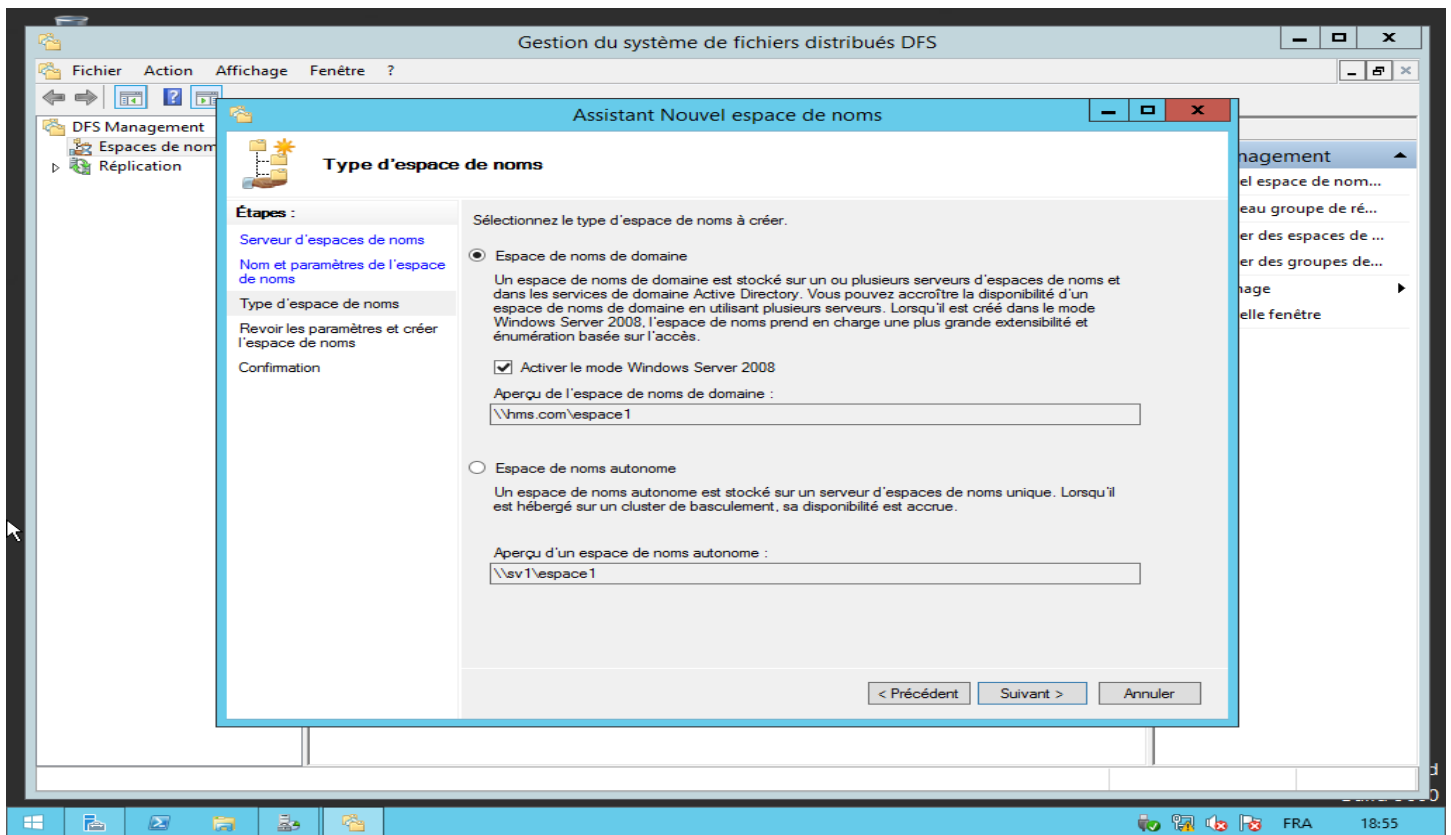 Gestion du système de fichiers distribués DFS
Fichier Action Affichage Fenêtre ?
DFS Management
Espaces de nom
Réplication
Assistant Nouvel espace de noms
Type d'espace de noms
Étapes :
Serveur d'espaces de noms
Nom et paramètres de l'espace
de noms
Type d'espace de noms
Revoir les paramètres et créer
l'espace de noms
Confirmation
Sélectionnez le type d'espace de noms à créer.
Espace de noms de domaine
Un espace de noms de domaine est stocké sur un ou plusieurs serveurs d'espaces de noms et
dans les services de domaine Active Directory. Vous pouvez accroître la disponibilité d'un
espace de noms de domaine en utilisant plusieurs serveurs. Lorsqu'il est créé dans le mode
Windows Server 2008, l'espace de noms prend en charge une plus grande extensibilité et
énumération basée sur l'accès.
Activer le mode Windows Server 2008
Aperçu de l'espace de noms de domaine :
\\hms.com\espace1
Espace de noms autonome
Un espace de noms autonome est stocké sur un serveur d'espaces de noms unique. Lorsqu'il
est hébergé sur un cluster de basculement, sa disponibilité est accrue.
Aperçu d'un espace de noms autonome :
\\sv1\espace1
< Précédent Suivant > Annuler
nagement
el espace de nom...
eau groupe de ré...
er des espaces de ...
er des groupes de...
hage
elle fenêtre
FRA 18:55